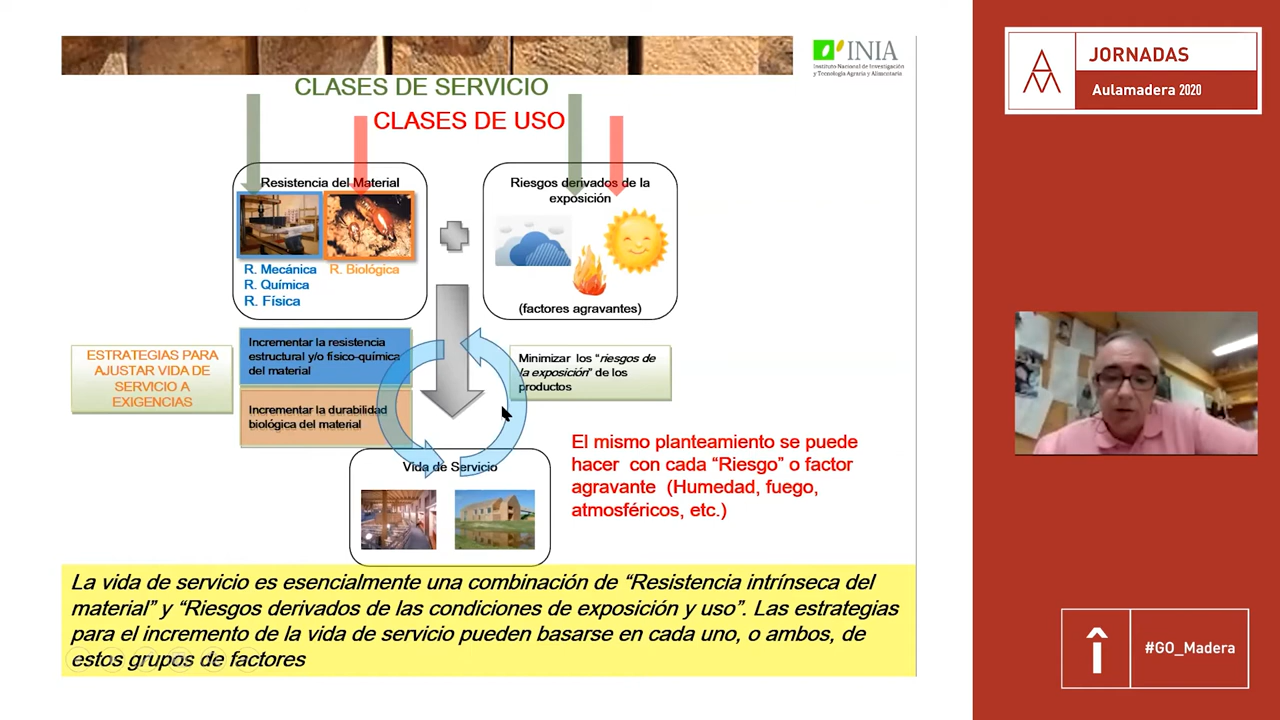 INIA
Instituto Nacional de Investigación
y Tecnología Agraria y Alimentaria
CLASES DE SERVICIO
CLASES DE USO
Resistencia del Material
R. Mecánica
R. Química
R. Física
R. Biológica
Riesgos derivados de la
exposición
(factores agravantes)
ESTRATEGIAS PARA
AJUSTAR VIDA DE
SERVICIO A
EXIGENCIAS
Incrementar la resistencia
estructural y/o físico-química
del material
Incrementar la durabilidad
biológica del material
Minimizar los “riesgos de
la exposición” de los
productos
Vida de Servicio
El mismo planteamiento se puede
hacer con cada “Riesgo” o factor
agravante (Humedad, fuego,
atmosféricos, etc.)
La vida de servicio es esencialmente una combinación de “Resistencia intrínseca del
material” y “Riesgos derivados de las condiciones de exposición y uso”. Las estrategias
para el incremento de la vida de servicio pueden basarse en cada uno, o ambos, de
estos grupos de factores
JORNADAS
Aulamadera 2020
#GO_Madera